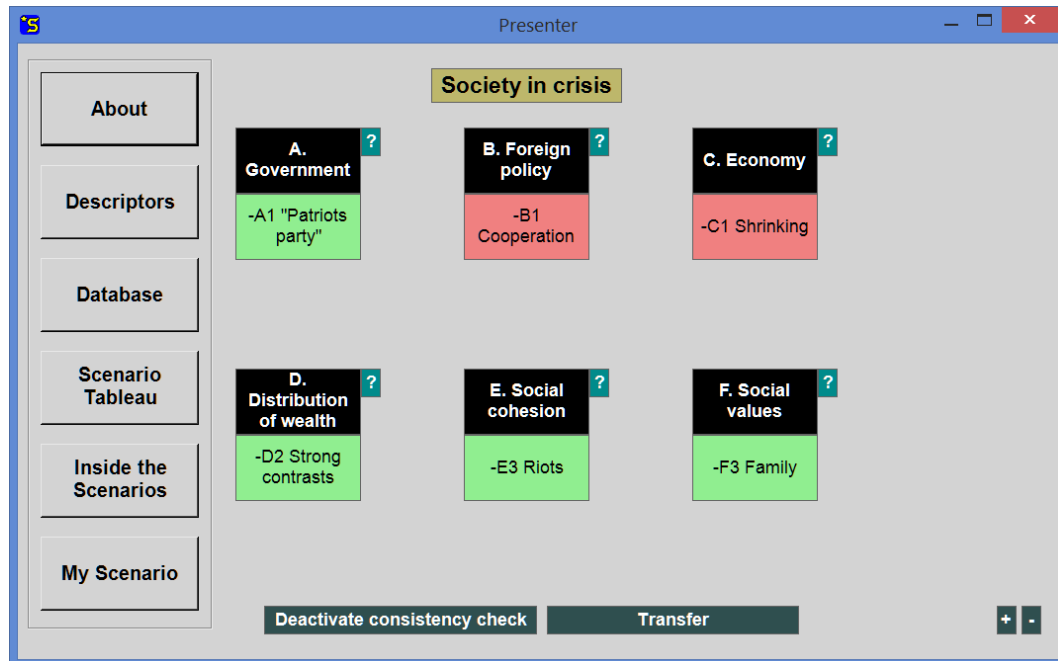 Presenter
About
Descriptors
Database
Scenario
Tableau
Inside the
Scenarios
My Scenario
Society in crisis
A.
Government
?
-A1 "Patriots
party"
B. Foreign
policy
?
-B1
Cooperation
C. Economy
?
-C1 Shrinking
D.
Distribution
of wealth
?
-D2 Strong
contrasts
E. Social
cohesion
?
-E3 Riots
F. Social
values
?
-F3 Family
Deactivate consistency check
Transfer
+
-